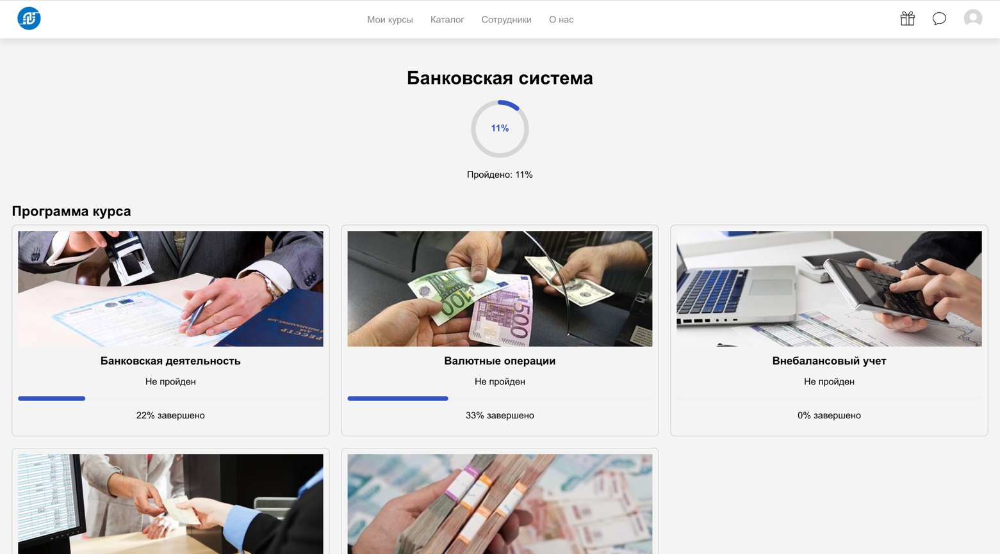 Мои курсы Каталог Сотрудники О нас
Банковская система
11%
Пройдено: 11%
Программа курса
100
500
РЕЕСТР
Банковская деятельность
Не пройден
22% завершено
Валютные операции
Не пройден
33% завершено
Внебалансовый учет
Не пройден
0% завершено